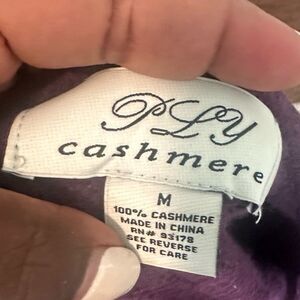 PLY
cashmere
M
100% CASHMERE
MADE IN CHINA
RN# 93178
SEE REVERSE
FOR CARE